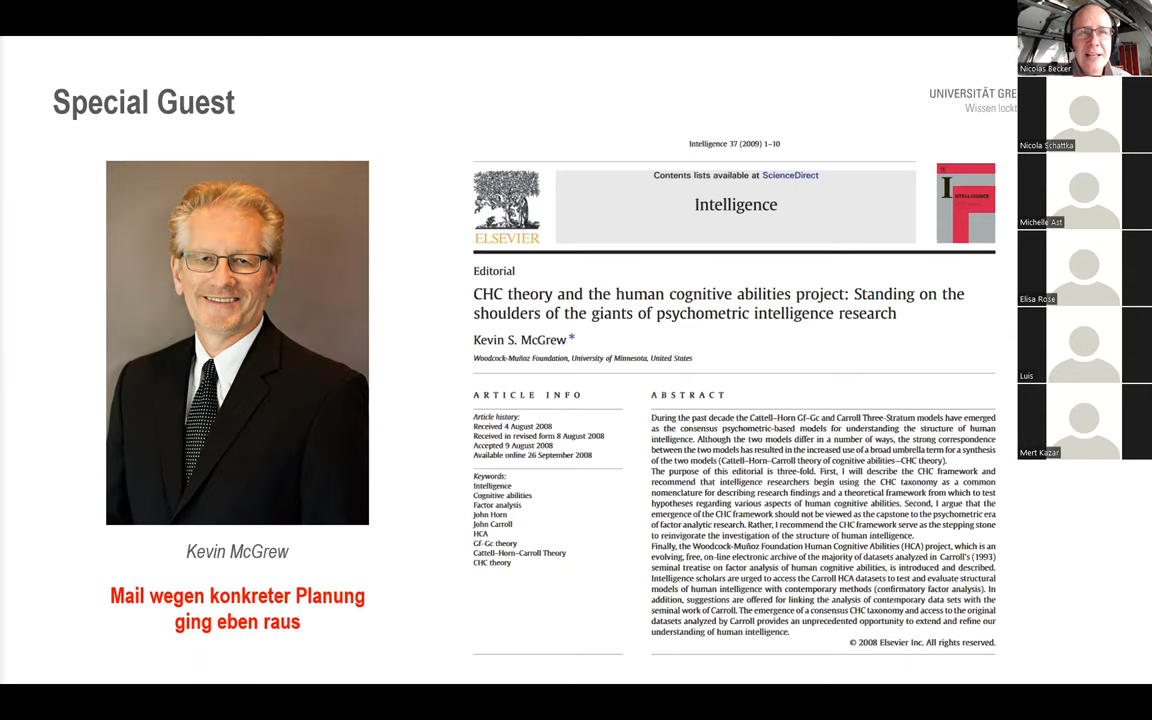 Special Guest
UNIVERSITÄT GRE
Wissen lockt
Intelligence 37 (2009) 1–10
Contents lists available at ScienceDirect
Intelligence
ELSEVIER
INTELLIGENCE
Editorial
CHC theory and the human cognitive abilities project: Standing on the
shoulders of the giants of psychometric intelligence research
Kevin S. McGrew *
Woodcock-Muñoz Foundation, University of Minnesota, United States
ARTICLE INFO
Article history:
Received 4 August 2008
Received in revised form 8 August 2008
Accepted 9 August 2008
Available online 26 September 2008
Keywords:
Intelligence
Cognitive abilities
Factor analysis
John Horn
John Carroll
HCA
Gf–Gc theory
Cattell–Horn–Carroll Theory
CHC theory
ABSTRACT
During the past decade the Cattell–Horn Gf–Gc and Carroll Three-Stratum models have emerged
as the consensus psychometric-based models for understanding the structure of human
intelligence. Although the two models differ in a number of ways, the strong correspondence
between the two models has resulted in the increased use of a broad umbrella term for a synthesis
of the two models (Cattell–Horn–Carroll theory of cognitive abilities—CHC theory).
The purpose of this editorial is three-fold. First, I will describe the CHC framework and
recommend that intelligence researchers begin using the CHC taxonomy as a common
nomenclature for describing research findings and a theoretical framework from which to test
hypotheses regarding various aspects of human cognitive abilities. Second, I argue that the
emergence of the CHC framework should not be viewed as the capstone to the psychometric era
of factor analytic research. Rather, I recommend the CHC framework serve as the stepping stone
to reinvigorate the investigation of the structure of human intelligence.
Finally, the Woodcock-Muñoz Foundation Human Cognitive Abilities (HCA) project, which is an
evolving, free, on-line electronic archive of the majority of datasets analyzed in Carroll's (1993)
seminal treatise on factor analysis of human cognitive abilities, is introduced and described.
Intelligence scholars are urged to access the Carroll HCA datasets to test and evaluate structural
models of human intelligence with contemporary methods (confirmatory factor analysis). In
addition, suggestions are offered for linking the analysis of contemporary data sets with the
seminal work of Carroll. The emergence of a consensus CHC taxonomy and access to the original
datasets analyzed by Carroll provides an unprecedented opportunity to extend and refine our
understanding of human intelligence.
© 2008 Elsevier Inc. All rights reserved.
Kevin McGrew
Mail wegen konkreter Planung
ging eben raus
Nicolas Becker
Nicola Schattka
Michelle Ast
Elisa Rose
Luis
Mert Kazar